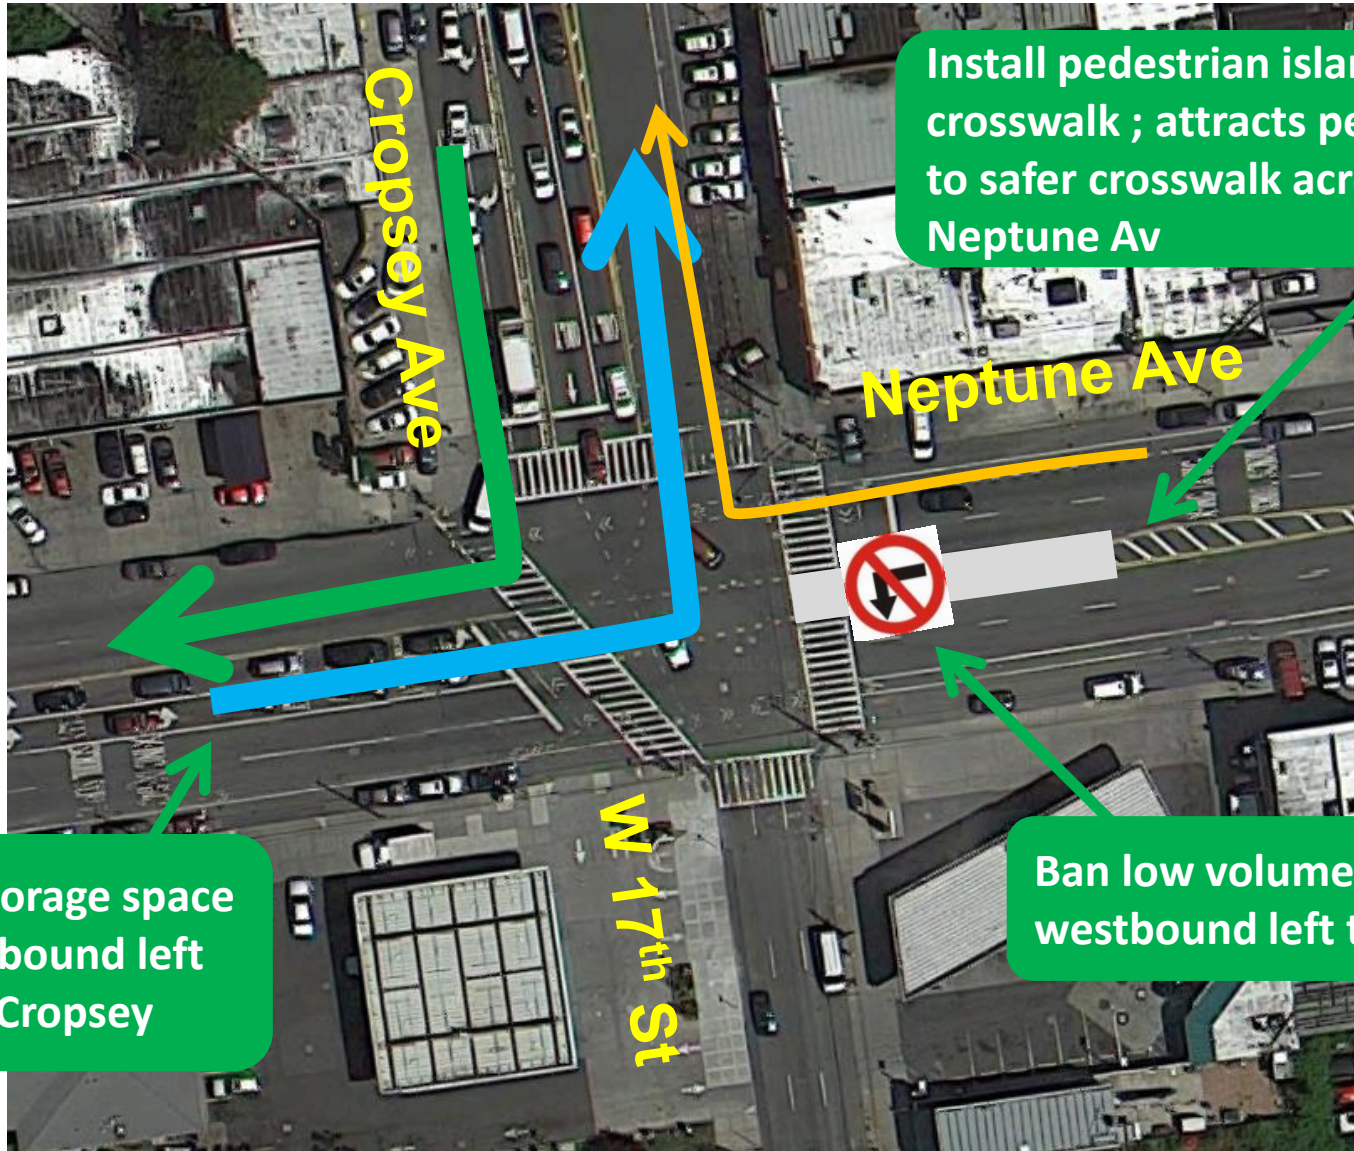 Install pedestrian islan
crosswalk ; attracts pe
to safer crosswalk acr
Neptune Av
Cropsey Ave
Neptune Ave
W 17th St
Ban low volume
westbound left t
orage space
bound left
Cropsey